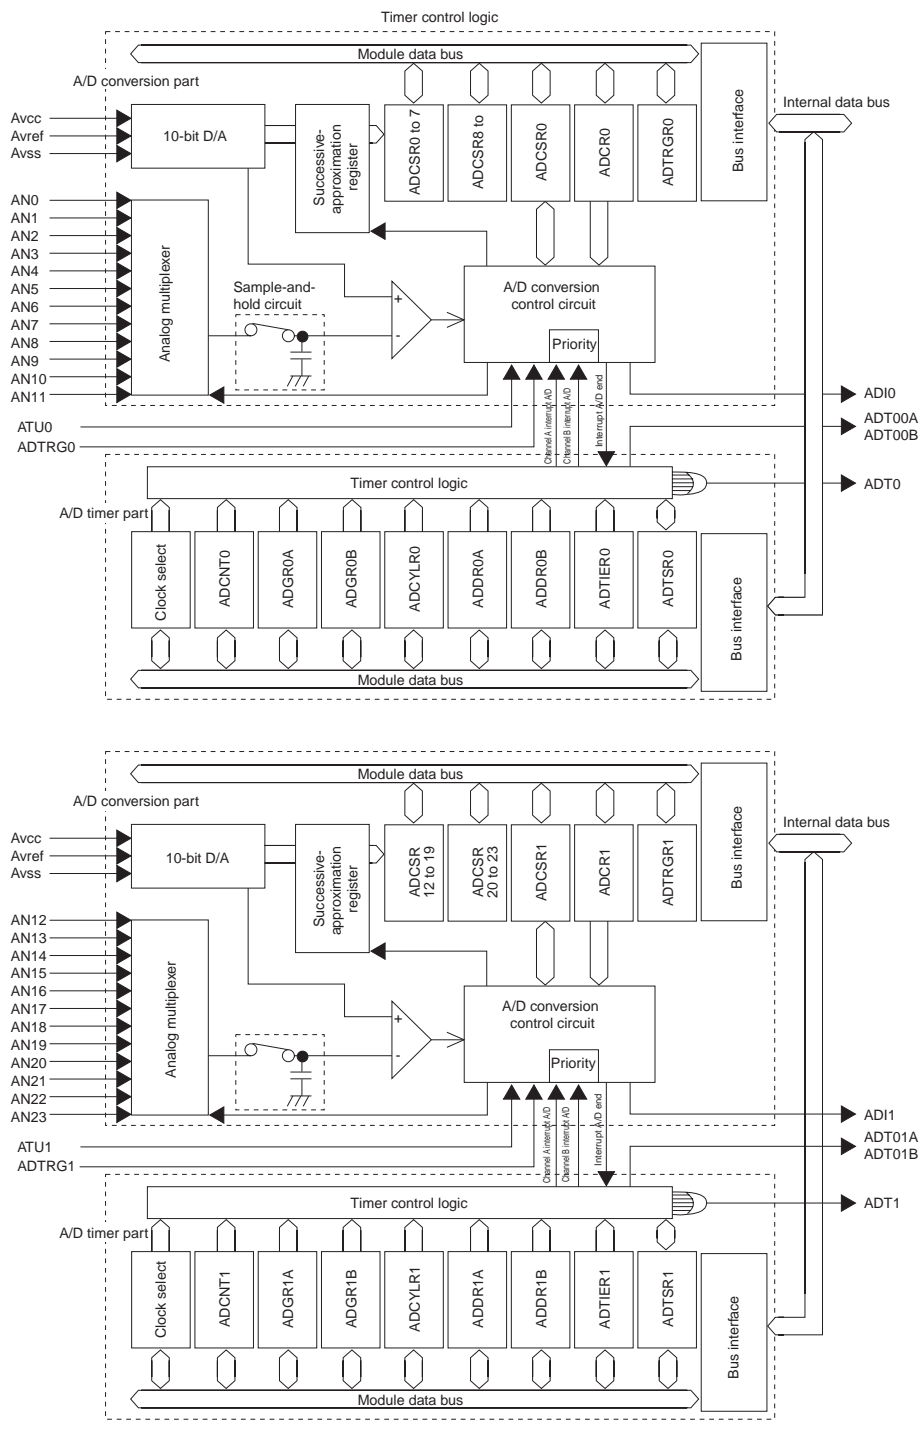 Timer control logic
Module data bus
A/D conversion part
Avcc
Avref
Avss
10-bit D/A
Successive-
approximation
register
ADCSR0 to 7
ADCSR8 to
ADCSR0
ADCR0
ADTRGR0
Bus interface
Internal data bus
AN0
AN1
AN2
AN3
AN4
AN5
AN6
AN7
AN8
AN9
AN10
AN11
Analog multiplexer
Sample-and-
hold circuit
+
-
A/D conversion
control circuit
Priority
ATU0
ADTRG0
Channel A interrupt A/D
Channel B interrupt A/D
Interrupt A/D end
ADI0
ADT00A
ADT00B
ADT0
Timer control logic
A/D timer part
Clock select
ADCNT0
ADGR0A
ADGR0B
ADCYLR0
ADDR0A
ADDR0B
ADTIER0
ADTSR0
Bus interface
Module data bus
Module data bus
A/D conversion part
Avcc
Avref
Avss
10-bit D/A
Successive-
approximation
register
ADCSR
12 to 19
ADCSR
20 to 23
ADCSR1
ADCR1
ADTRGR1
Bus interface
Internal data bus
AN12
AN13
AN14
AN15
AN16
AN17
AN18
AN19
AN20
AN21
AN22
AN23
Analog multiplexer
+
-
A/D conversion
control circuit
Priority
ATU1
ADTRG1
Channel A interrupt A/D
Channel B interrupt A/D
Interrupt A/D end
ADI1
ADT01A
ADT01B
ADT1
Timer control logic
A/D timer part
Clock select
ADCNT1
ADGR1A
ADGR1B
ADCYLR1
ADDR1A
ADDR1B
ADTIER1
ADTSR1
Bus interface
Module data bus